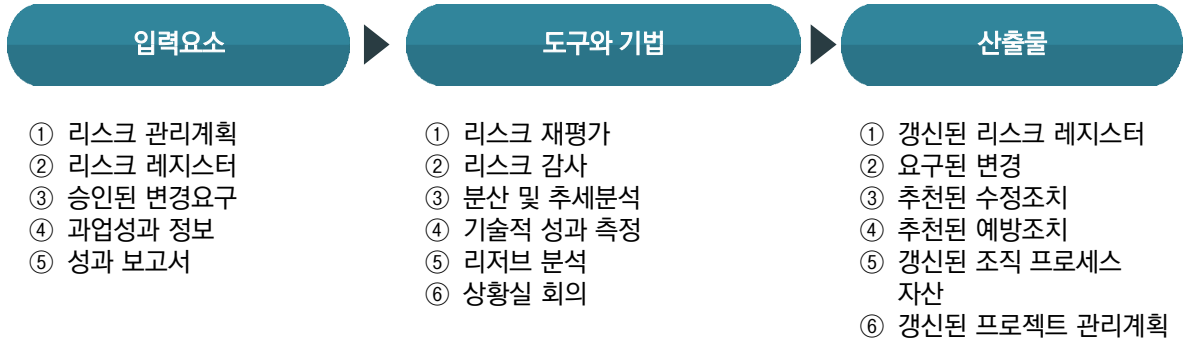 입력요소
① 리스크 관리계획
② 리스크 레지스터
③ 승인된 변경요구
④ 과업성과 정보
⑤ 성과 보고서
도구와 기법
① 리스크 재평가
② 리스크 감사
③ 분산 및 추세분석
④ 기술적 성과 측정
⑤ 리저브 분석
⑥ 상황실 회의
산출물
① 갱신된 리스크 레지스터
② 요구된 변경
③ 추천된 수정조치
④ 추천된 예방조치
⑤ 갱신된 조직 프로세스
자산
⑥ 갱신된 프로젝트 관리계획